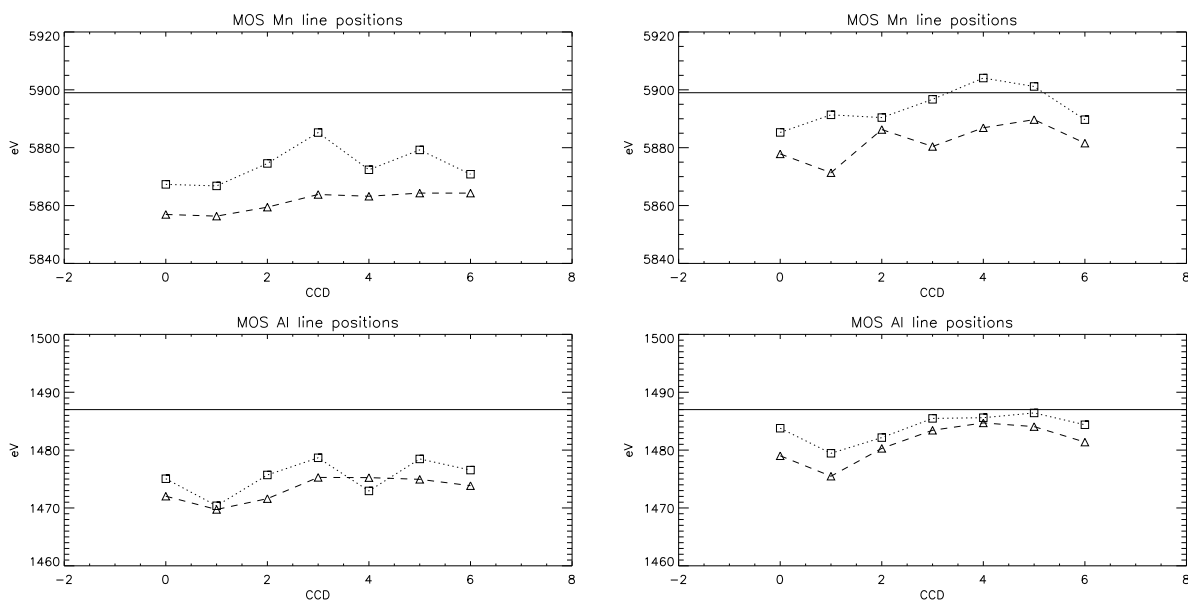 MOS Mn line positions
5920
5900
5880
5860
5840
eV
-2 0 2 4 6 8
CCD
MOS Mn line positions
5920
5900
5880
5860
5840
eV
-2 0 2 4 6 8
CCD
MOS Al line positions
1500
1490
1480
1470
1460
eV
-2 0 2 4 6 8
CCD
MOS Al line positions
1500
1490
1480
1470
1460
eV
-2 0 2 4 6 8
CCD